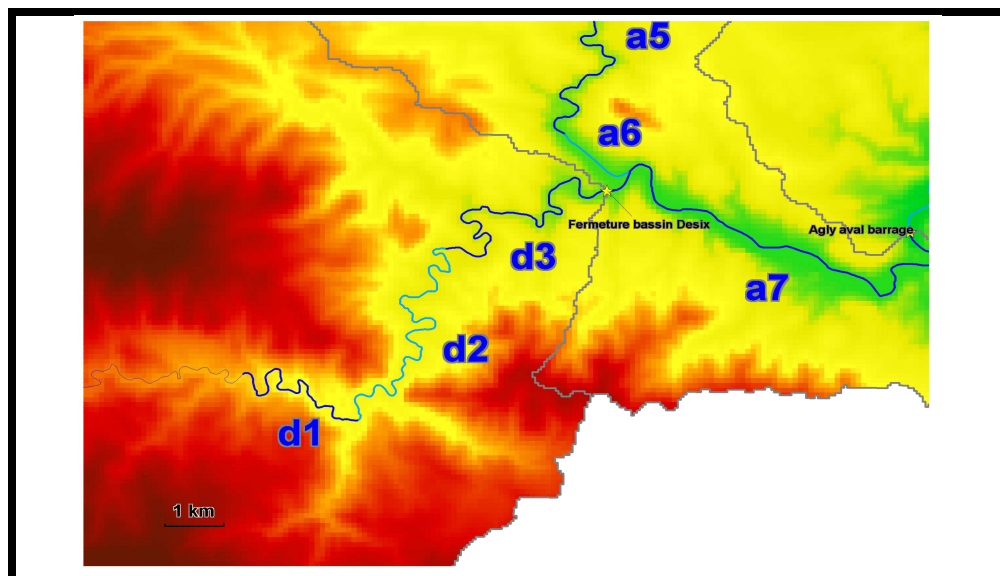 a5
a6
Fermeture bassin Desix
Agly aval barrage
d3
a7
d2
d1
1 km